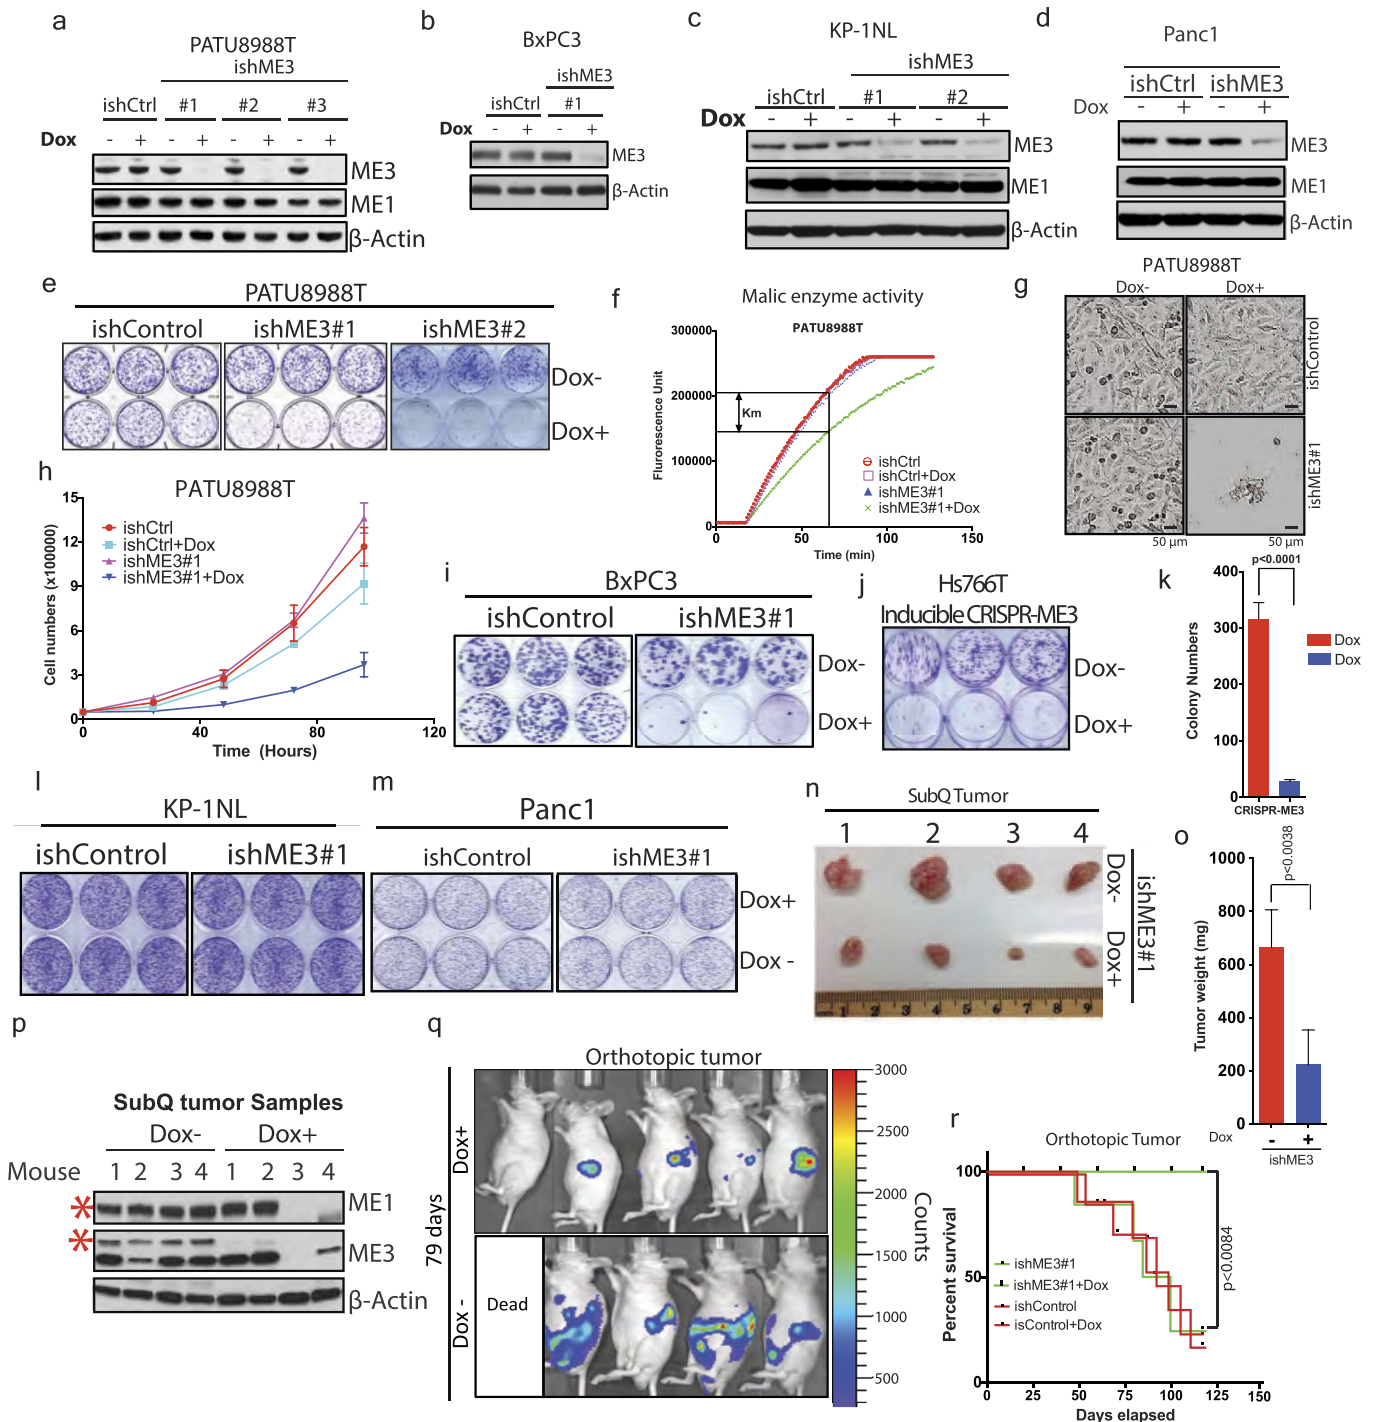 a
PATU8988T
ishME3
ishCtrl #1 #2 #3
Dox - + - + - + - +
ME3
ME1
β-Actin
b
BxPC3
ishME3
ishCtrl #1
Dox - + - +
ME3
β-Actin
c
KP-1NL
ishME3
ishCtrl #1 #2
Dox - + - + - +
ME3
ME1
β-Actin
d
Panc1
ishCtrl ishME3
Dox - + - +
ME3
ME1
β-Actin
e
PATU8988T
ishControl ishME3#1 ishME3#2
Dox-
Dox+
f
Malic enzyme activity
PATU8988T
Flurorescence Unit
300000
200000
100000
0
Km
ishCtrl
ishCtrl+Dox
ishME3#1
ishME3#1+Dox
0 50 100 150
Time (min)
g
PATU8988T
Dox- Dox+
ishControl
ishME3#1
50 µm 50 µm
h
PATU8988T
Cell numbers (x1000000)
15
12
9
6
3
0
ishCtrl
ishCtrl+Dox
ishME3#1
ishME3#1+Dox
0 40 80 120
Time (Hours)
i
BxPC3
ishControl ishME3#1
Dox-
Dox+
j
Hs766T
Inducible CRISPR-ME3
Dox-
Dox+
k
p<0.0001
Colony Numbers
400
300
200
100
0
CRISPR-ME3
Dox
Dox
l
KP-1NL
ishControl ishME3#1
m
Panc1
ishControl ishME3#1
Dox+
Dox -
n
SubQ Tumor
1 2 3 4
Dox-
Dox+
ishME3#1
1 2 3 4 5 6 7 8 9
o
p<0.0038
Tumor weight (mg)
1000
800
600
400
200
0
Dox - +
ishME3
p
SubQ tumor Samples
Dox- Dox+
Mouse 1 2 3 4 1 2 3 4
* ME1
* ME3
β-Actin
q
Orthotopic tumor
79 days
Dox+
Dox -
Dead
3000
2500
2000
1500
1000
500
Counts
r
Orthotopic Tumor
Percent survival
100
50
0
ishME3#1
ishME3#1+Dox
ishControl
isControl+Dox
p<0.0084
0 25 50 75 100 125 150
Days elapsed